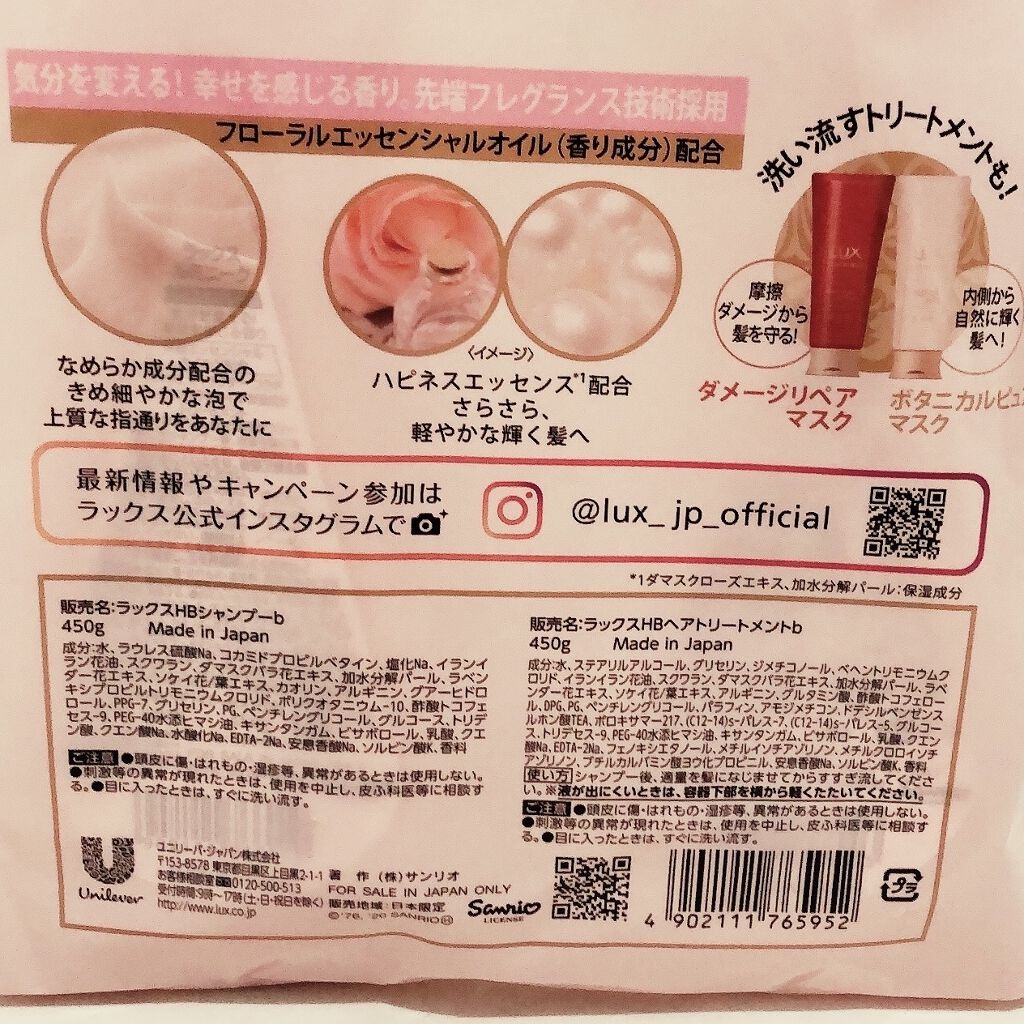 気分を変える! 幸せを感じる香り。先端フレグランス技術採用
フローラルエッセンシャルオイル(香り成分)配合
洗い流すトリートメントも!
LUX
摩擦
ダメージから
髪を守る!
内側から
自然に輝く
髪へ!
ダメージリペア
マスク
ボタニカルピュ
マスク
なめらか成分配合の
きめ細やかな泡で
上質な指通りをあなたに
〈イメージ〉
ハピネスエッセンス*1配合
さらさら、
軽やかな輝く髪へ
最新情報やキャンペーン参加は
ラックス公式インスタグラムで
@lux_jp_official
*1ダマスクローズエキス、加水分解パール:保湿成分
販売名:ラックスHBシャンプーb
450g Made in Japan
成分:水、ラウレス硫酸Na、コカミドプロピルベタイン、塩化Na、イランイ
ラン花油、スクワラン、ダマスクバラ花エキス、加水分解パール、ラベン
ダー花エキス、ソケイ花/葉エキス、カオリン、アルギニン、グアーヒドロ
キシプロピルトリモニウムクロリド、ポリクオタニウム-10、酢酸トコフェ
ロール、PPG-7、グリセリン、PG、ペンチレングリコール、グルコース、トリデ
セス-9、PEG-40水添ヒマシ油、キサンタンガム、ビサボロール、乳酸、クエ
ン酸、クエン酸Na、水酸化Na、EDTA-2Na、安息香酸Na、ソルビン酸K、香料
ご注意 ●頭皮に傷・はれもの・湿疹等、異常があるときは使用しない。
●刺激等の異常が現れたときは、使用を中止し、皮ふ科医等に相談す
る。●目に入ったときは、すぐに洗い流す。
販売名:ラックスHBヘアトリートメントb
450g Made in Japan
成分:水、ステアリルアルコール、グリセリン、ジメチコノール、ベヘントリモニウムク
ロリド、イランイラン花油、スクワラン、ダマスクバラ花エキス、加水分解パール、ラベ
ンダー花エキス、ソケイ花/葉エキス、アルギニン、グルタミン酸、酢酸トコフェロー
ル、DPG、PG、ペンチレングリコール、パラフィン、アモジメチコン、ドデシルベンゼンス
ルホン酸TEA、ポロキサマー217、(C12-14)s-パレス-7、(C12-14)s-パレス-5、グルコー
ス、トリデセス-9、PEG-40水添ヒマシ油、キサンタンガム、ビサボロール、乳酸、クエン
酸Na、EDTA-2Na、フェノキシエタノール、メチルイソチアゾリノン、メチルクロロイソチ
アゾリノン、ブチルカルバミン酸ヨウ化プロピニル、安息香酸Na、ソルビン酸K、香料
使い方 シャンプー後、適量を髪になじませてからすすぎ流してくださ
い。※液が出にくいときは、容器下部を横から軽くたたいてください。
ご注意 ●頭皮に傷・はれもの・湿疹等、異常があるときは使用しない。
●刺激等の異常が現れたときは、使用を中止し、皮ふ科医等に相談す
る。●目に入ったときは、すぐに洗い流す。
Unilever
ユニリーバ・ジャパン株式会社
〒153-8578 東京都目黒区上目黒2-1-1
お客様相談室 0120-500-513
受付時間:9時〜17時(土・日・祝日を除く)
http://www.lux.co.jp
著 作 (株)サンリオ
FOR SALE IN JAPAN ONLY
販売地域:日本限定
© '76, '20 SANRIO Ⓗ
Sanrio
LICENSE
4 902111 765952
プラ